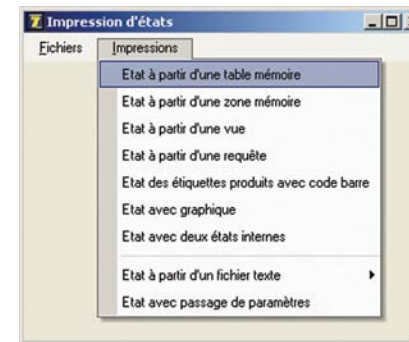 Impression d'états
Fichiers Impressions
Etat à partir d'une table mémoire
Etat à partir d'une zone mémoire
Etat à partir d'une vue
Etat à partir d'une requête
Etat des étiquettes produits avec code barre
Etat avec graphique
Etat avec deux états internes
Etat à partir d'un fichier texte
Etat avec passage de paramètres